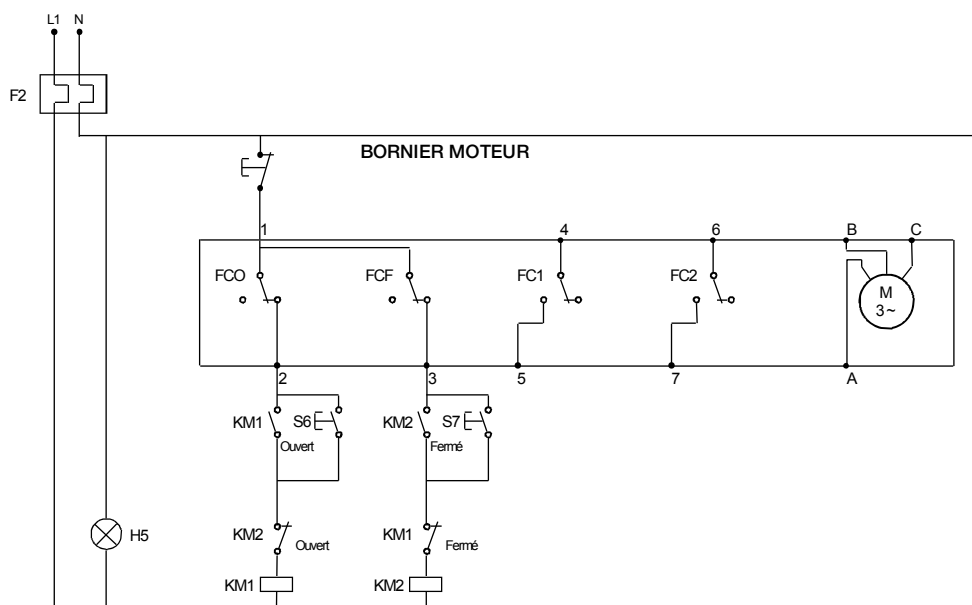 L1 N
F2
BORNIER MOTEUR
1 4 6 B C
FCO FCF FC1 FC2
M
3~
2 3 5 7 A
KM1 S6 KM2 S7
Ouvert Fermé
H5 KM2 Ouvert KM1 Fermé
KM1 KM2